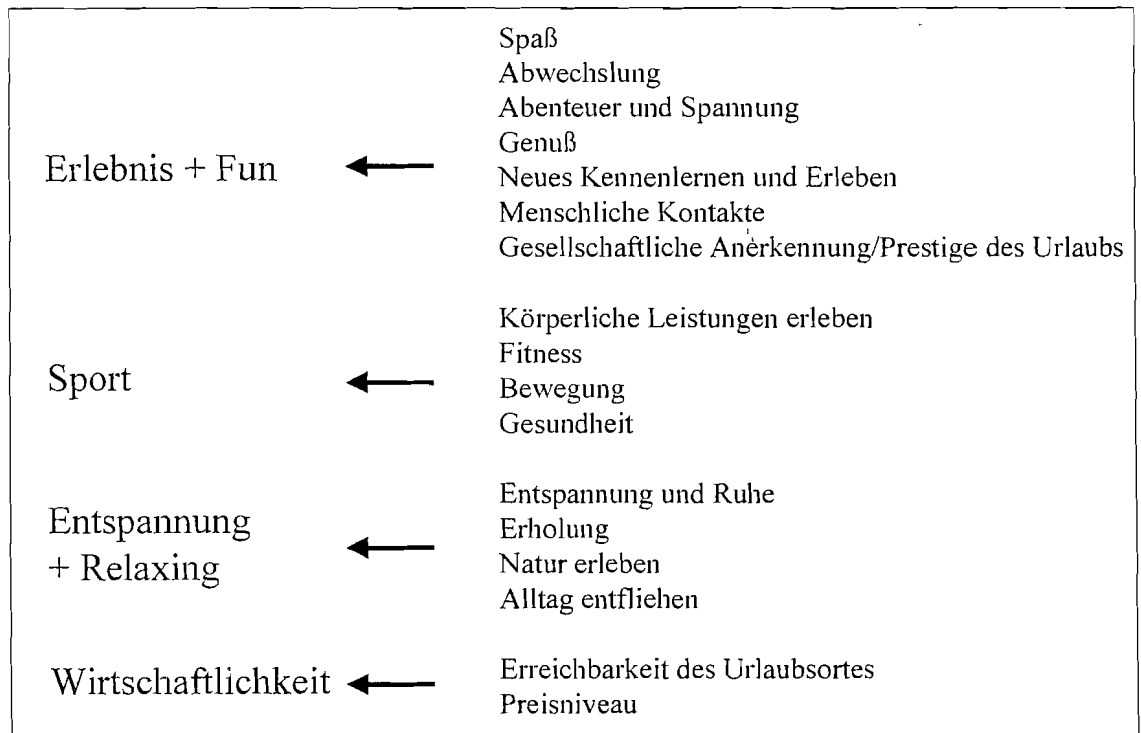 Erlebnis + Fun
Spaß
Abwechslung
Abenteuer und Spannung
Genuß
Neues Kennenlernen und Erleben
Menschliche Kontakte
Gesellschaftliche Anerkennung/Prestige des Urlaubs
Sport
Körperliche Leistungen erleben
Fitness
Bewegung
Gesundheit
Entspannung
+ Relaxing
Entspannung und Ruhe
Erholung
Natur erleben
Alltag entfliehen
Wirtschaftlichkeit
Erreichbarkeit des Urlaubsortes
Preisniveau